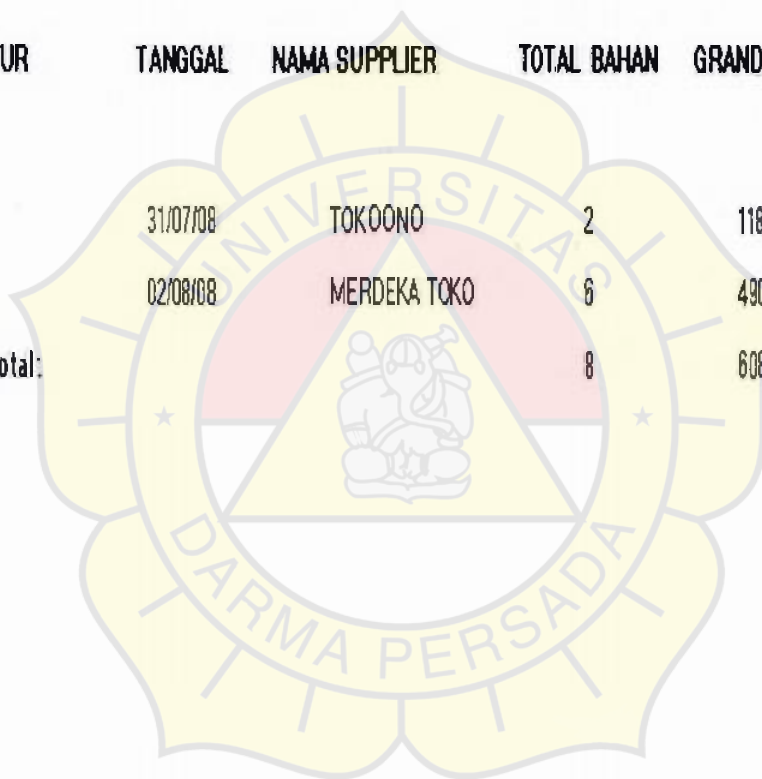 UR TANGGAL NAMA SUPPLIER TOTAL BAHAN GRAND
31/07/08 TOKOONO 2 118
02/08/08 MERDEKA TOKO 6 490
otal: 8 608
UNIVERSITAS
DARMA PERSADA